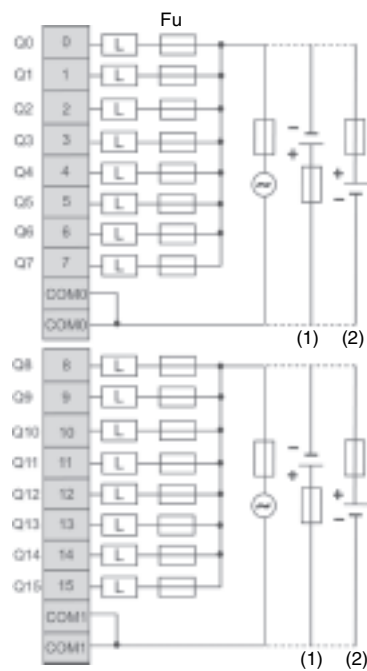 Fu
Q0 0 L
Q1 1 L
Q2 2 L
Q3 3 L
Q4 4 L
Q5 5 L
Q6 6 L
Q7 7 L
COM0
COM0
− + ~ + −
(1) (2)
Q8 8 L
Q9 9 L
Q10 10 L
Q11 11 L
Q12 12 L
Q13 13 L
Q14 14 L
Q15 15 L
COM1
COM1
− + ~ + −
(1) (2)